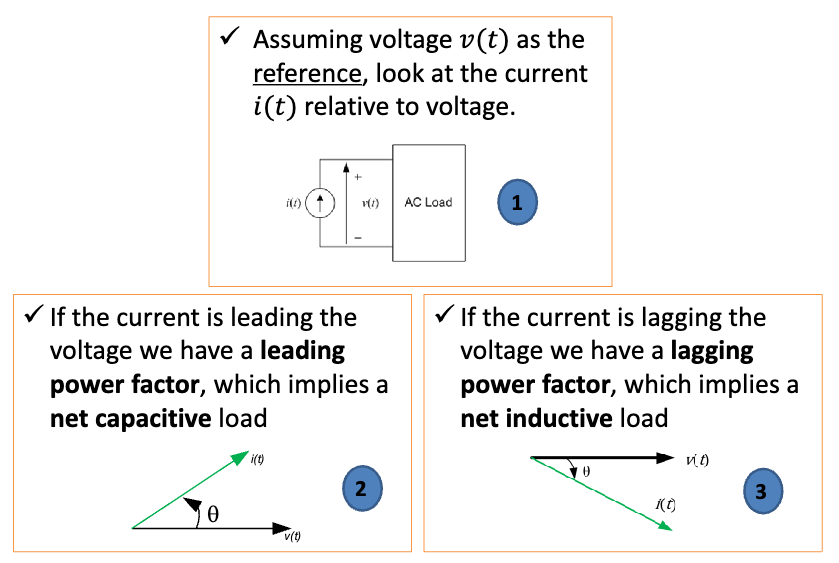 ✓ Assuming voltage v(t) as the
reference, look at the current
i(t) relative to voltage.
i(t)
+
v(t)
−
AC Load
1
✓ If the current is leading the
voltage we have a leading
power factor, which implies a
net capacitive load
i(t)
θ
v(t)
2
✓ If the current is lagging the
voltage we have a lagging
power factor, which implies a
net inductive load
v(t)
θ
i(t)
3